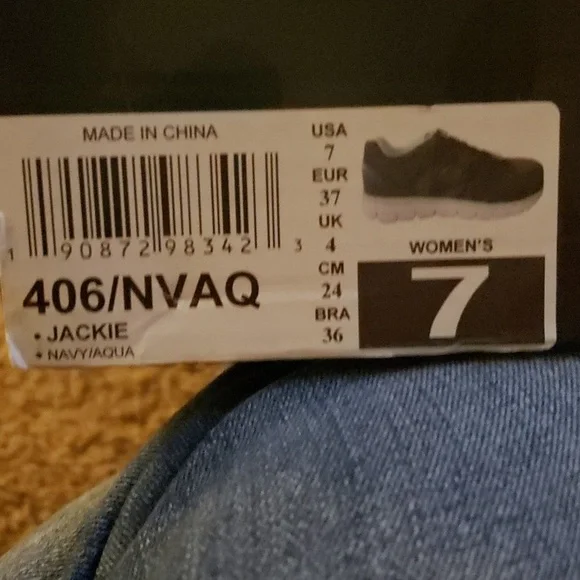 MADE IN CHINA
1 90872 98342 3
406/NVAQ
• JACKIE
• NAVY/AQUA
USA
7
EUR
37
UK
4
CM
24
BRA
36
WOMEN'S
7